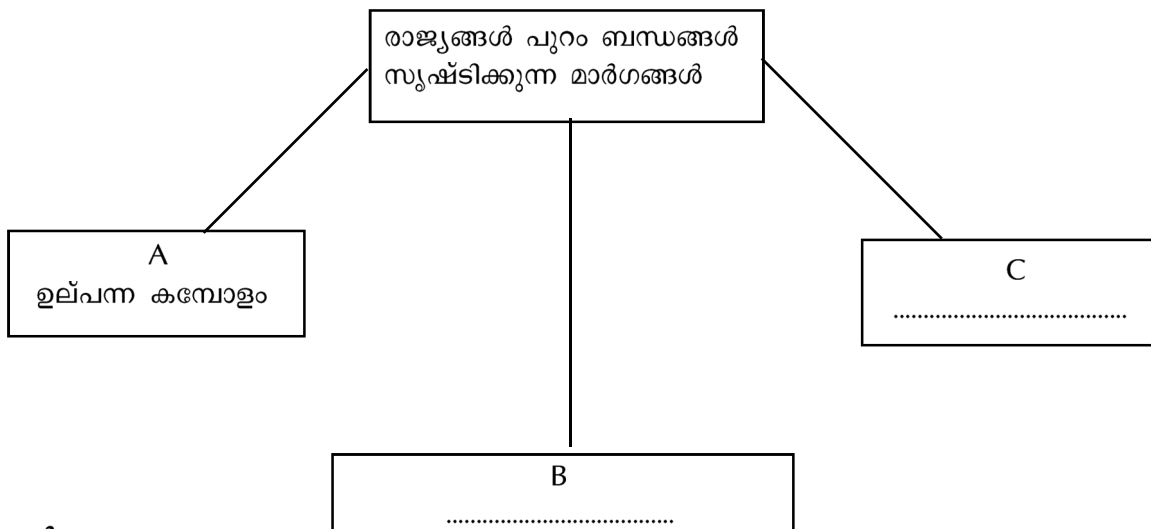 രാജ്യങ്ങൾ പുറം ബന്ധങ്ങൾ
സൃഷ്ടിക്കുന്ന മാർഗങ്ങൾ
A
ഉല്പന്ന കമ്പോളം
C
.......................................
B
......................................